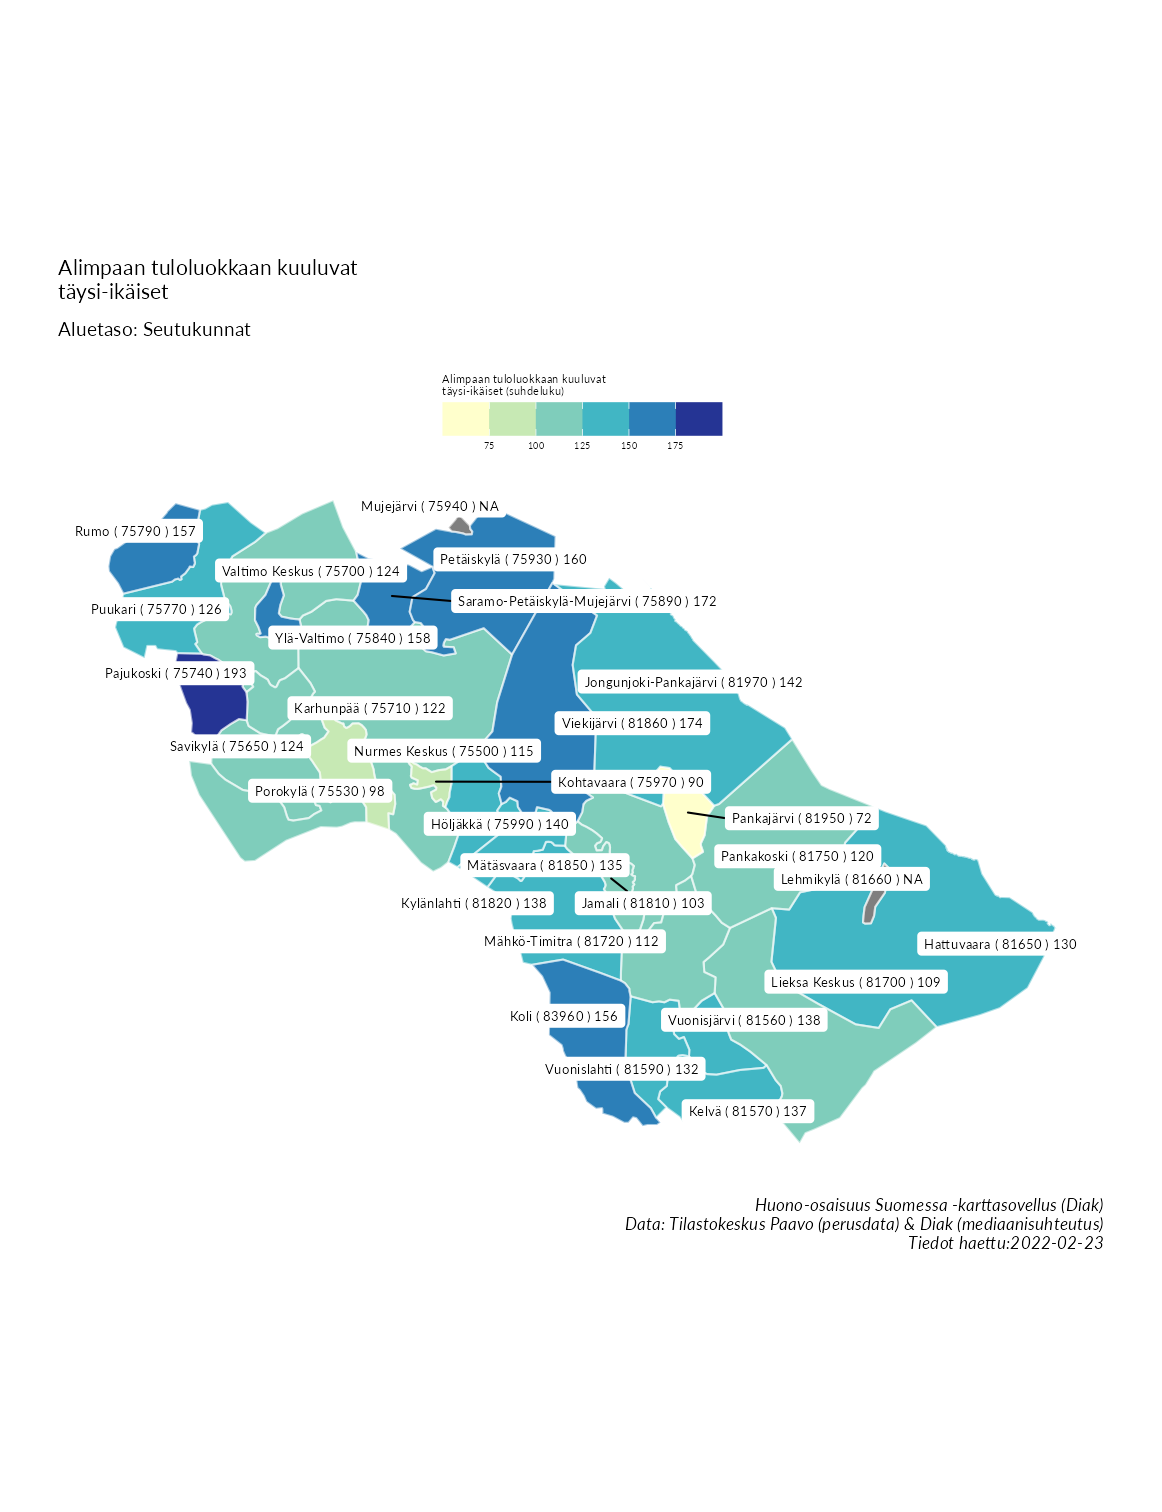 Alimpaan tuloluokkaan kuuluvat
täysi-ikäiset
Aluetaso: Seutukunnat
Alimpaan tuloluokkaan kuuluvat
täysi-ikäiset (suhdeluku)
75 100 125 150 175
Mujejärvi ( 75940 ) NA
Rumo ( 75790 ) 157
Petäiskylä ( 75930 ) 160
Valtimo Keskus ( 75700 ) 124
Saramo-Petäiskylä-Mujejärvi ( 75890 ) 172
Puukari ( 75770 ) 126
Ylä-Valtimo ( 75840 ) 158
Pajukoski ( 75740 ) 193
Jongunjoki-Pankajärvi ( 81970 ) 142
Karhunpää ( 75710 ) 122
Viekijärvi ( 81860 ) 174
Savikylä ( 75650 ) 124
Nurmes Keskus ( 75500 ) 115
Kohtavaara ( 75970 ) 90
Porokylä ( 75530 ) 98
Pankajärvi ( 81950 ) 72
Höljäkkä ( 75990 ) 140
Pankakoski ( 81750 ) 120
Mätäsvaara ( 81850 ) 135
Lehmikylä ( 81660 ) NA
Kylänlahti ( 81820 ) 138
Jamali ( 81810 ) 103
Mähkö-Timitra ( 81720 ) 112
Hattuvaara ( 81650 ) 130
Lieksa Keskus ( 81700 ) 109
Koli ( 83960 ) 156
Vuonisjärvi ( 81560 ) 138
Vuonislahti ( 81590 ) 132
Kelvä ( 81570 ) 137
Huono-osaisuus Suomessa -karttasovellus (Diak)
Data: Tilastokeskus Paavo (perusdata) & Diak (mediaanisuhteutus)
Tiedot haettu:2022-02-23